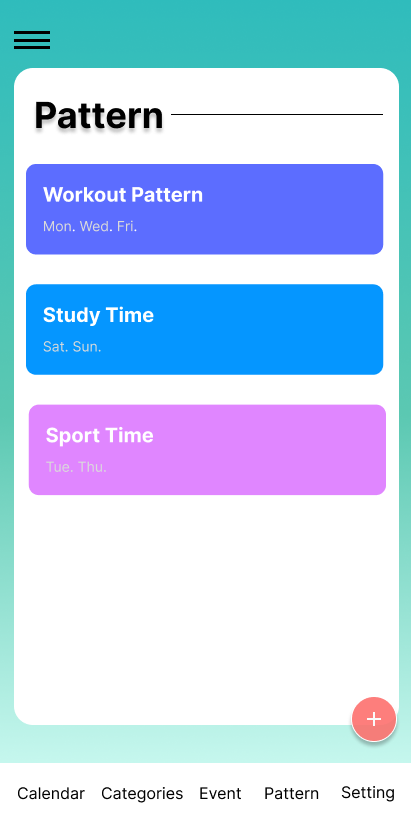 Pattern
Workout Pattern
Mon. Wed. Fri.
Study Time
Sat. Sun.
Sport Time
Tue. Thu.
+
Calendar Categories Event Pattern Setting